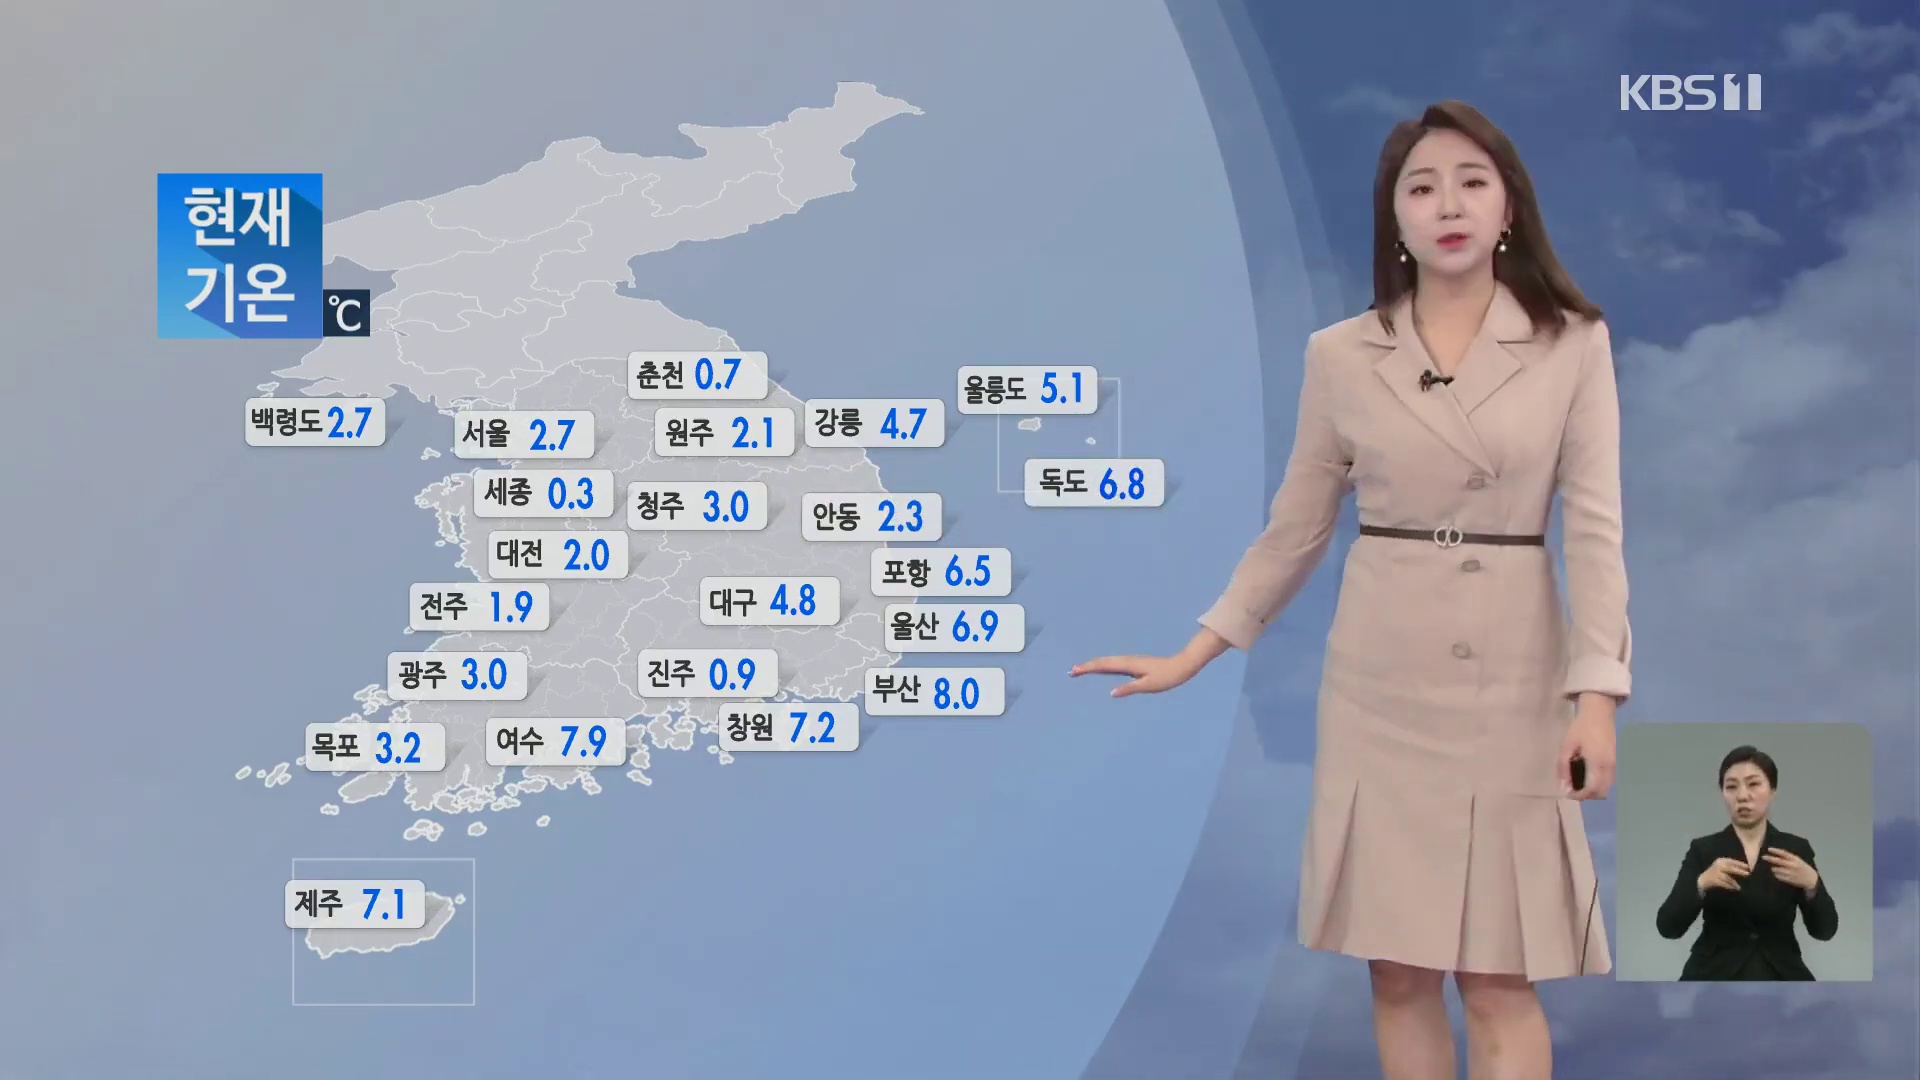 KBS 1
현재
기온
℃
춘천 0.7
울릉도 5.1
백령도 2.7
서울 2.7
원주 2.1
강릉 4.7
독도 6.8
세종 0.3
청주 3.0
안동 2.3
대전 2.0
포항 6.5
전주 1.9
대구 4.8
울산 6.9
광주 3.0
진주 0.9
부산 8.0
목포 3.2
여수 7.9
창원 7.2
제주 7.1